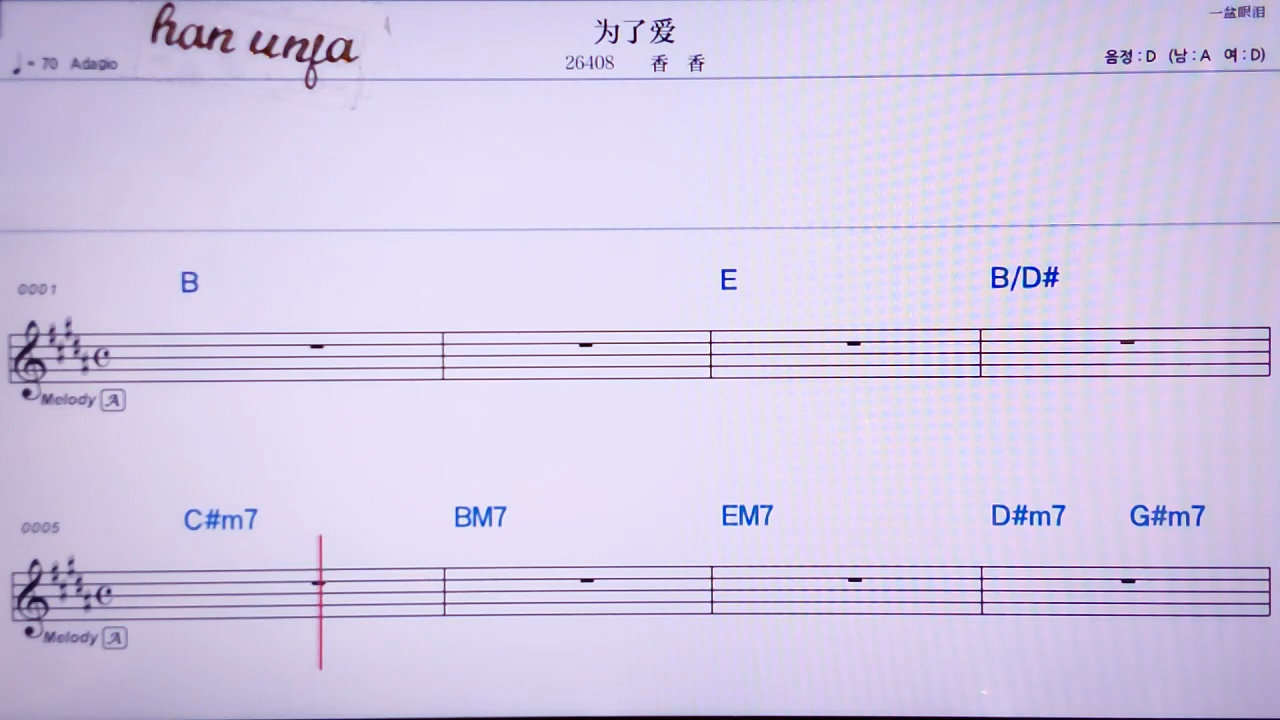 han unfa
为了爱
一盆眼泪
♩= 70 Adagio
26408 香 香
음정 : D (남 : A 여 : D)
B E B/D#
0001
Melody A
C#m7 BM7 EM7 D#m7 G#m7
0005
Melody A